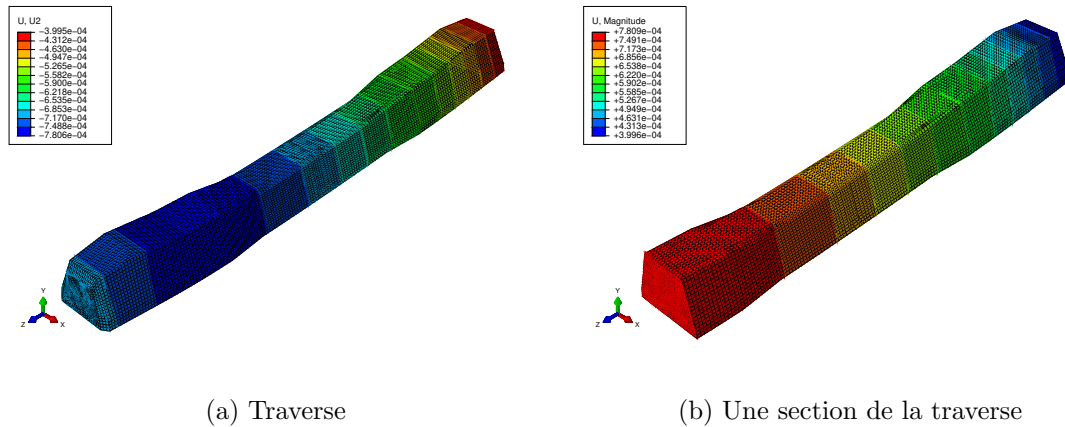 U, U2
−3.995e−04
−4.312e−04
−4.630e−04
−4.947e−04
−5.265e−04
−5.582e−04
−5.900e−04
−6.218e−04
−6.535e−04
−6.853e−04
−7.170e−04
−7.488e−04
−7.806e−04
Y
Z
X
(a) Traverse
U, Magnitude
+7.809e−04
+7.491e−04
+7.173e−04
+6.856e−04
+6.538e−04
+6.220e−04
+5.902e−04
+5.585e−04
+5.267e−04
+4.949e−04
+4.631e−04
+4.313e−04
+3.996e−04
Y
Z
X
(b) Une section de la traverse